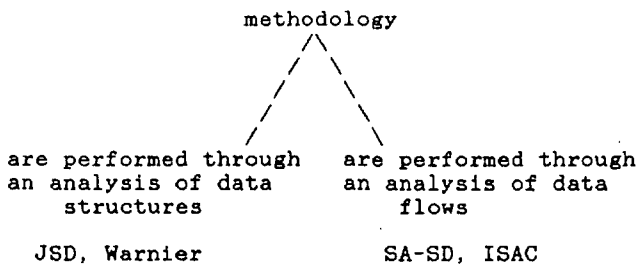 methodology
are performed through
an analysis of data
structures
JSD, Warnier
are performed through
an analysis of data
flows
SA-SD, ISAC